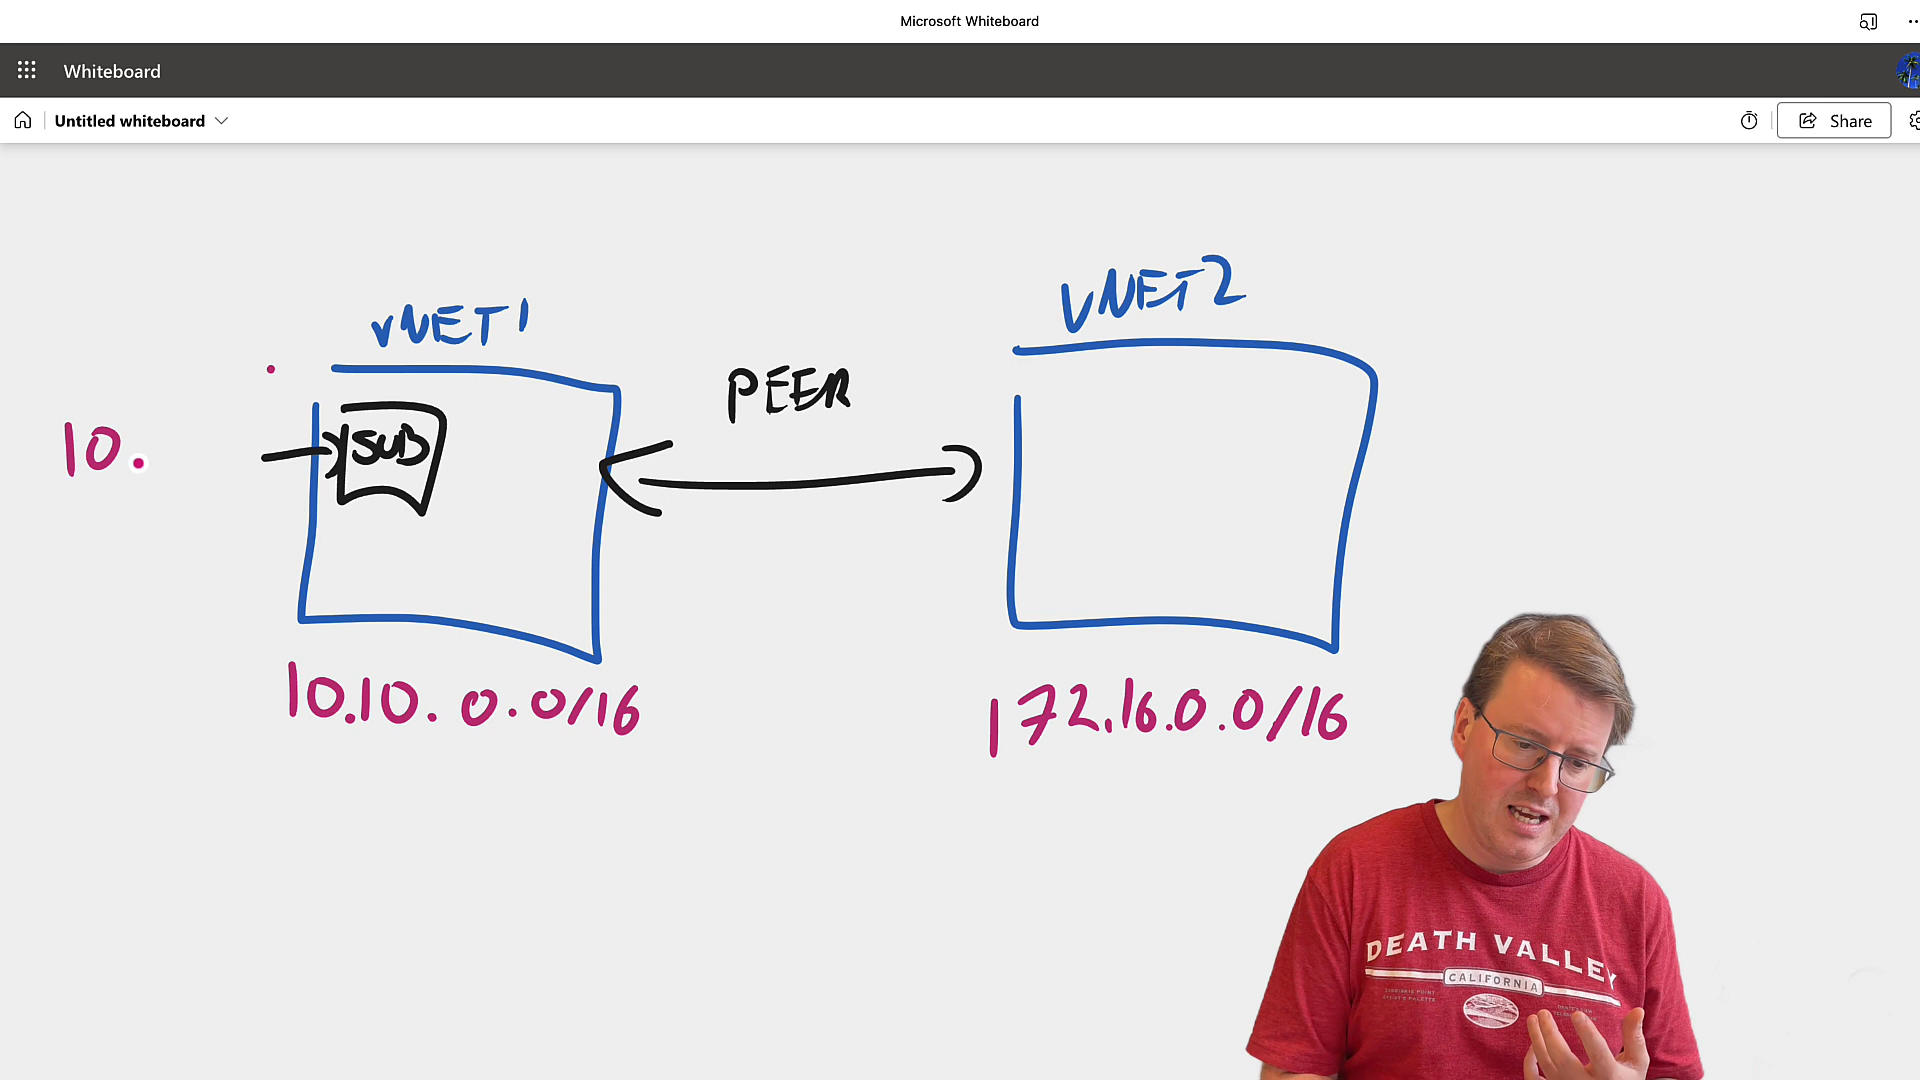 Microsoft Whiteboard
Whiteboard
Untitled whiteboard
Share
vNET1
VNET2
PEER
10.
SUB
10.10.0.0/16
172.16.0.0/16
DEATH VALLEY
CALIFORNIA